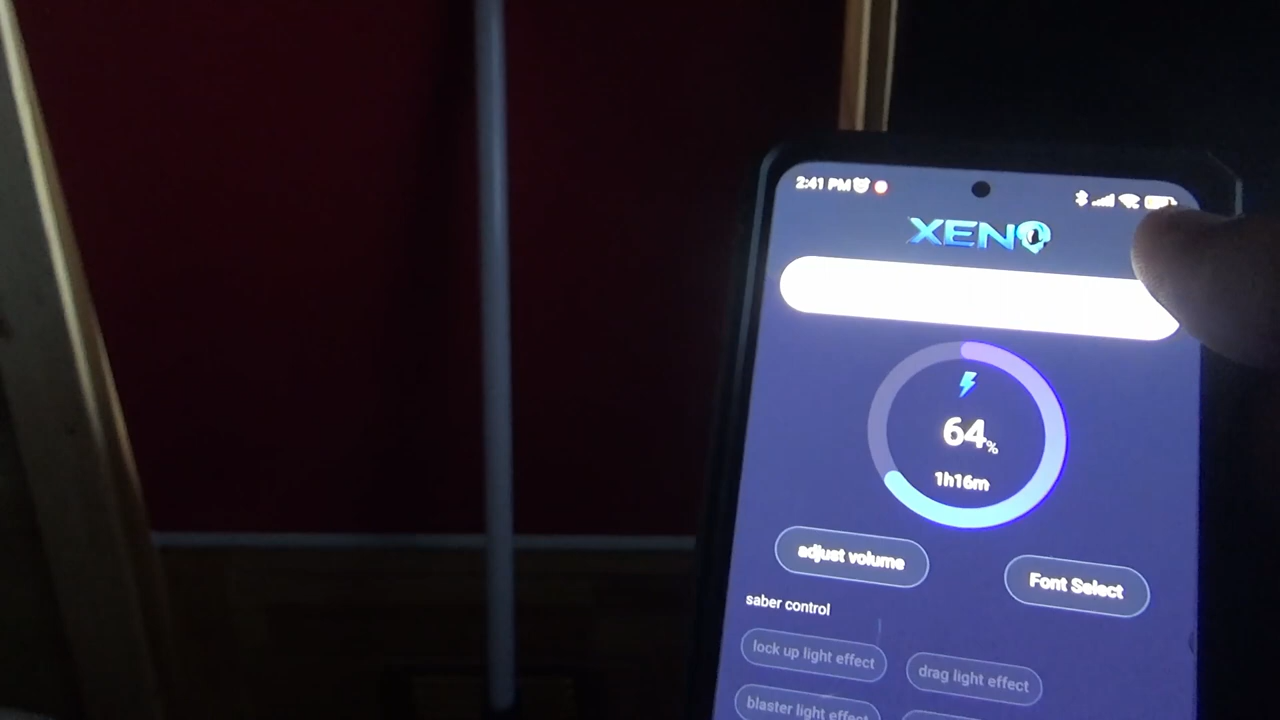 2:41 PM
XENO
64%
1h16m
adjust volume
Font Select
saber control
lock up light effect
drag light effect
blaster light effect